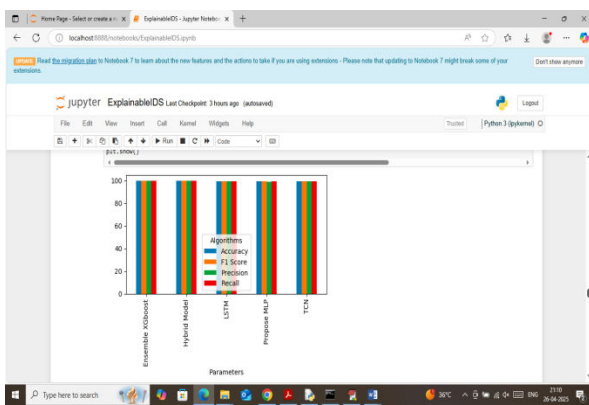 Home Page - Select or create a n
ExplainableIDS - Jupyter Notebo
localhost:8888/notebooks/ExplainableIDS.ipynb
UPDATE Read the migration plan to Notebook 7 to learn about the new features and the actions to take if you are using extensions - Please note that updating to Notebook 7 might break some of your
extensions.
Don't show anymore
jupyter ExplainableIDS Last Checkpoint: 3 hours ago (autosaved)
Logout
File Edit View Insert Cell Kernel Widgets Help
Trusted Python 3 (ipykernel)
Run Code
plt.show()
100
80
60
40
20
0
Algorithms
Accuracy
F1 Score
Precision
Recall
Ensemble XGboost
Hybrid Model
LSTM
Propose MLP
TCN
Parameters
Type here to search
36°C
ENG
21:10
26-04-2025